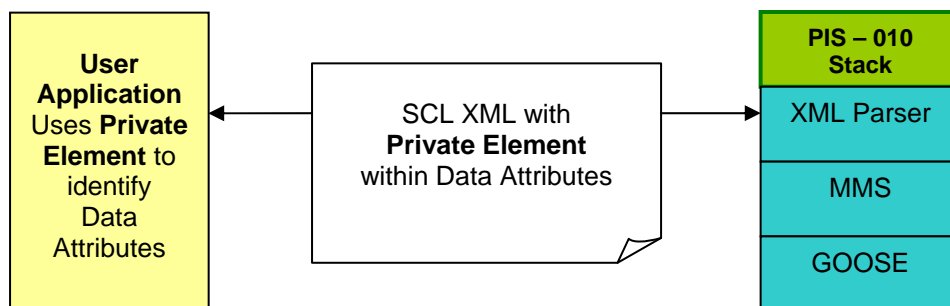 User
Application
Uses Private
Element to
identify
Data
Attributes
SCL XML with
Private Element
within Data Attributes
PIS – 010
Stack
XML Parser
MMS
GOOSE